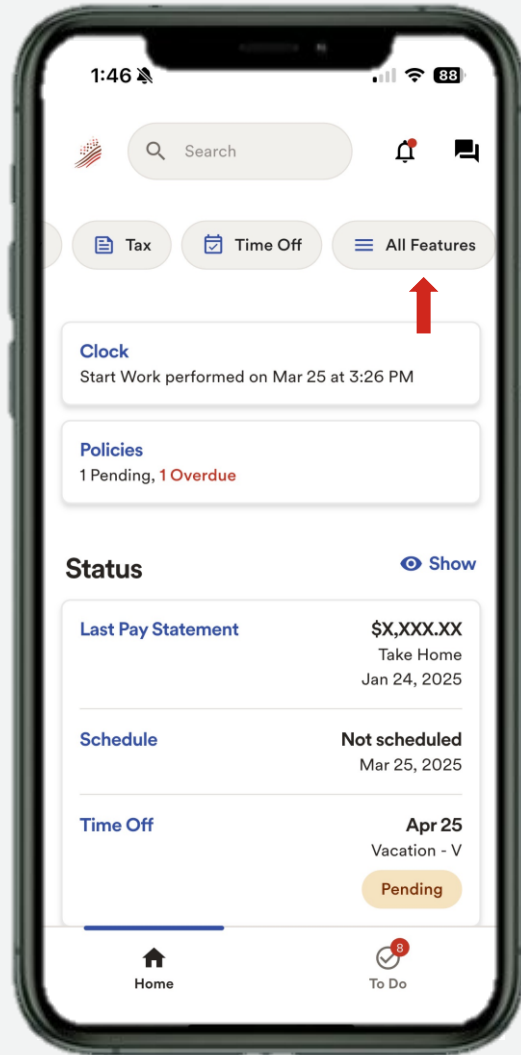 1:46 88
Search
Tax Time Off All Features
Clock
Start Work performed on Mar 25 at 3:26 PM
Policies
1 Pending, 1 Overdue
Status Show
Last Pay Statement $X,XXX.XX
Take Home
Jan 24, 2025
Schedule Not scheduled
Mar 25, 2025
Time Off Apr 25
Vacation - V
Pending
8
Home To Do